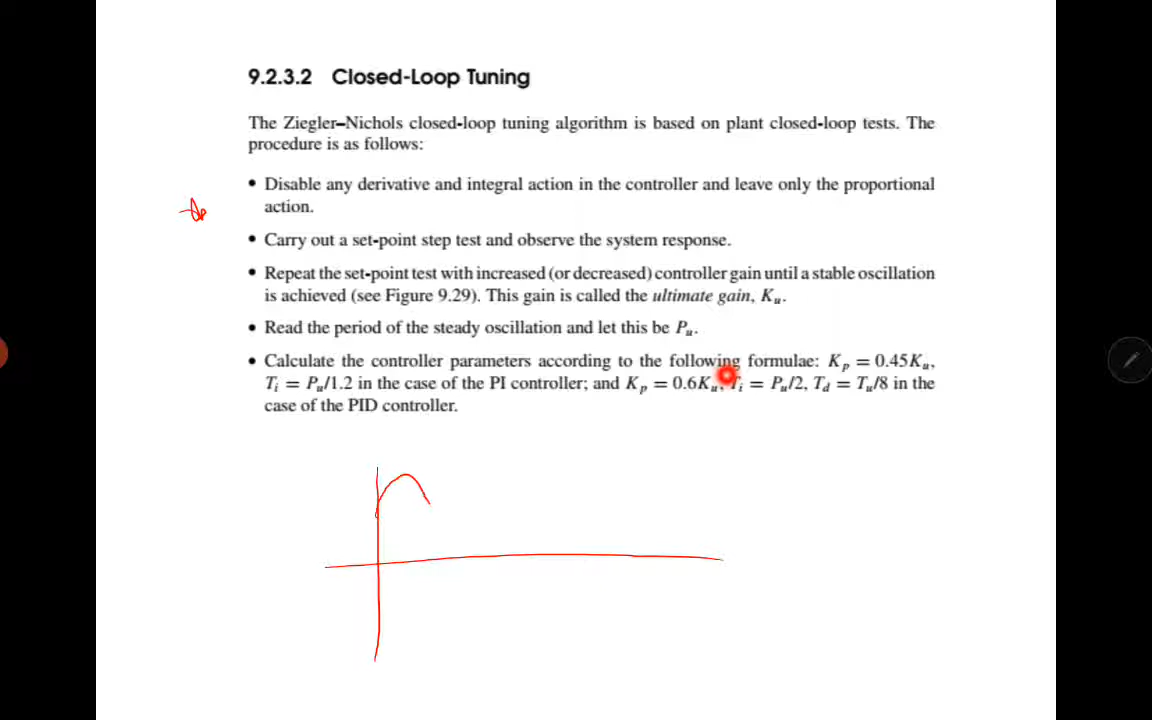 9.2.3.2 Closed-Loop Tuning
The Ziegler–Nichols closed-loop tuning algorithm is based on plant closed-loop tests. The
procedure is as follows:
• Disable any derivative and integral action in the controller and leave only the proportional
action.
• Carry out a set-point step test and observe the system response.
• Repeat the set-point test with increased (or decreased) controller gain until a stable oscillation
is achieved (see Figure 9.29). This gain is called the ultimate gain, Kᵤ.
• Read the period of the steady oscillation and let this be Pᵤ.
• Calculate the controller parameters according to the following formulae: Kₚ = 0.45Kᵤ,
Tᵢ = Pᵤ/1.2 in the case of the PI controller; and Kₚ = 0.6Kᵤ, Tᵢ = Pᵤ/2, T_d = Tᵤ/8 in the
case of the PID controller.